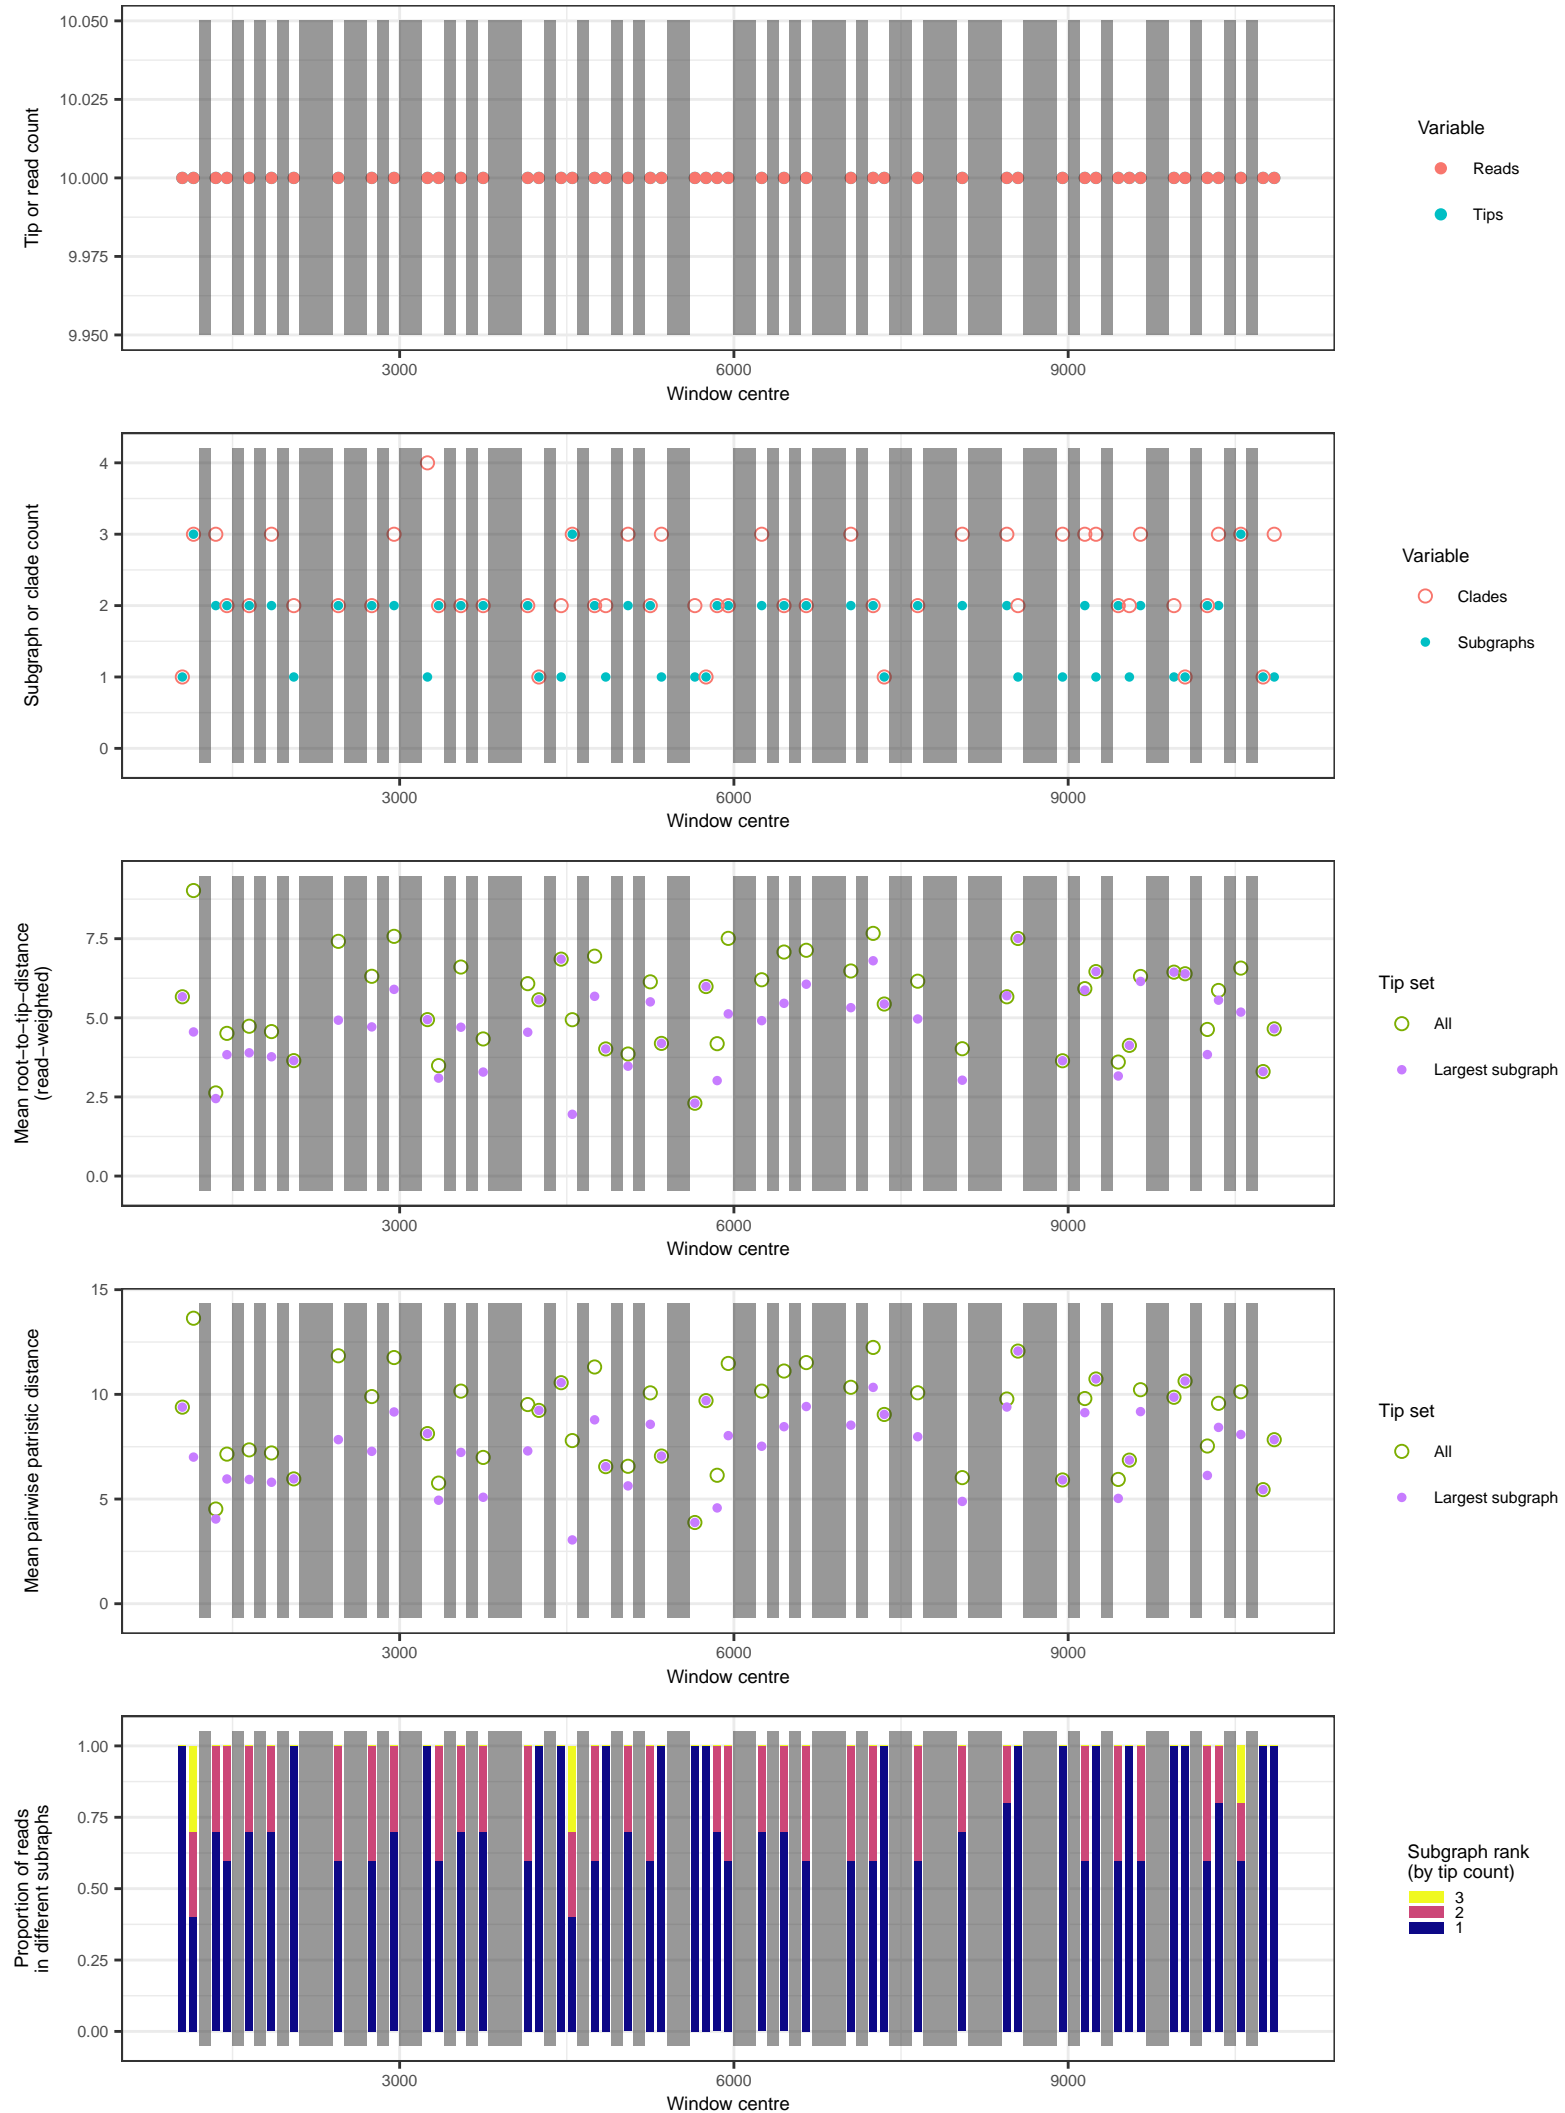 10.050
10.025
10.000
9.975
9.950
Tip or read count
3000
6000
9000
Window centre
Variable
Reads
Tips
4
3
2
1
0
Subgraph or clade count
3000
6000
9000
Window centre
Variable
Clades
Subgraphs
7.5
5.0
2.5
0.0
Mean root−to−tip−distance
(read−weighted)
3000
6000
9000
Window centre
Tip set
All
Largest subgraph
15
10
5
0
Mean pairwise patristic distance
3000
6000
9000
Window centre
Tip set
All
Largest subgraph
1.00
0.75
0.50
0.25
0.00
Proportion of reads
in different subraphs
3000
6000
9000
Window centre
Subgraph rank
(by tip count)
3
2
1